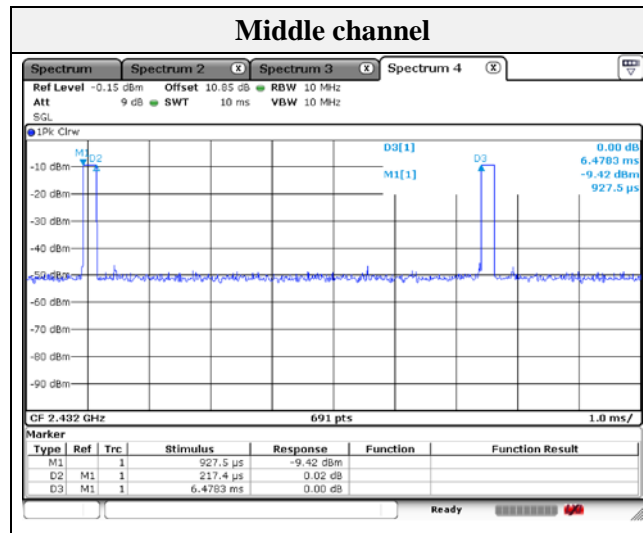 Middle channel
Spectrum Spectrum 2 X Spectrum 3 X Spectrum 4 X
Ref Level -0.15 dBm Offset 10.85 dB RBW 10 MHz
Att 9 dB SWT 10 ms VBW 10 MHz
SGL
1Pk Clrw
D3[1] 0.00 dB
6.4783 ms
M1[1] -9.42 dBm
927.5 µs
M1 D2 D3
-10 dBm
-20 dBm
-30 dBm
-40 dBm
-50 dBm
-60 dBm
-70 dBm
-80 dBm
-90 dBm
CF 2.432 GHz 691 pts 1.0 ms/
Marker
Type Ref Trc Stimulus Response Function Function Result
M1 1 927.5 µs -9.42 dBm
D2 M1 1 217.4 µs 0.02 dB
D3 M1 1 6.4783 ms 0.00 dB
Ready